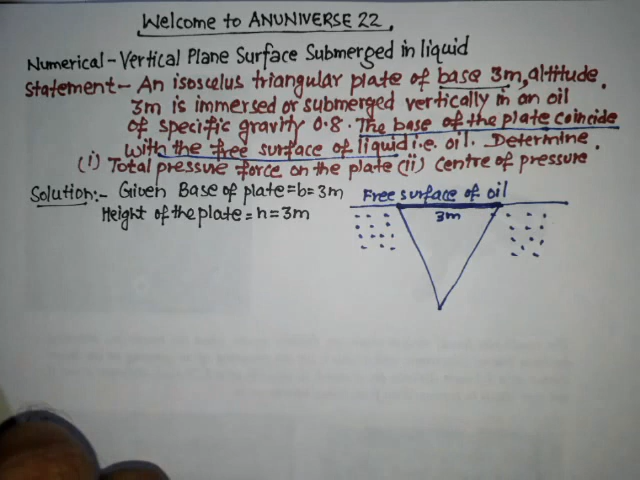 Welcome to ANUNIVERSE 22.
Numerical - Vertical Plane Surface Submerged in liquid
Statement - An isoscelus triangular plate of base 3m, altitude.
3m is immersed or submerged vertically in an oil
of specific gravity 0.8. The base of the plate coincide
with the free surface of liquid i.e. oil. Determine.
(i) Total pressure force on the plate (ii) Centre of pressure
Solution:- Given Base of plate = b = 3m
Height of the plate = h = 3m
Free surface of oil
3m